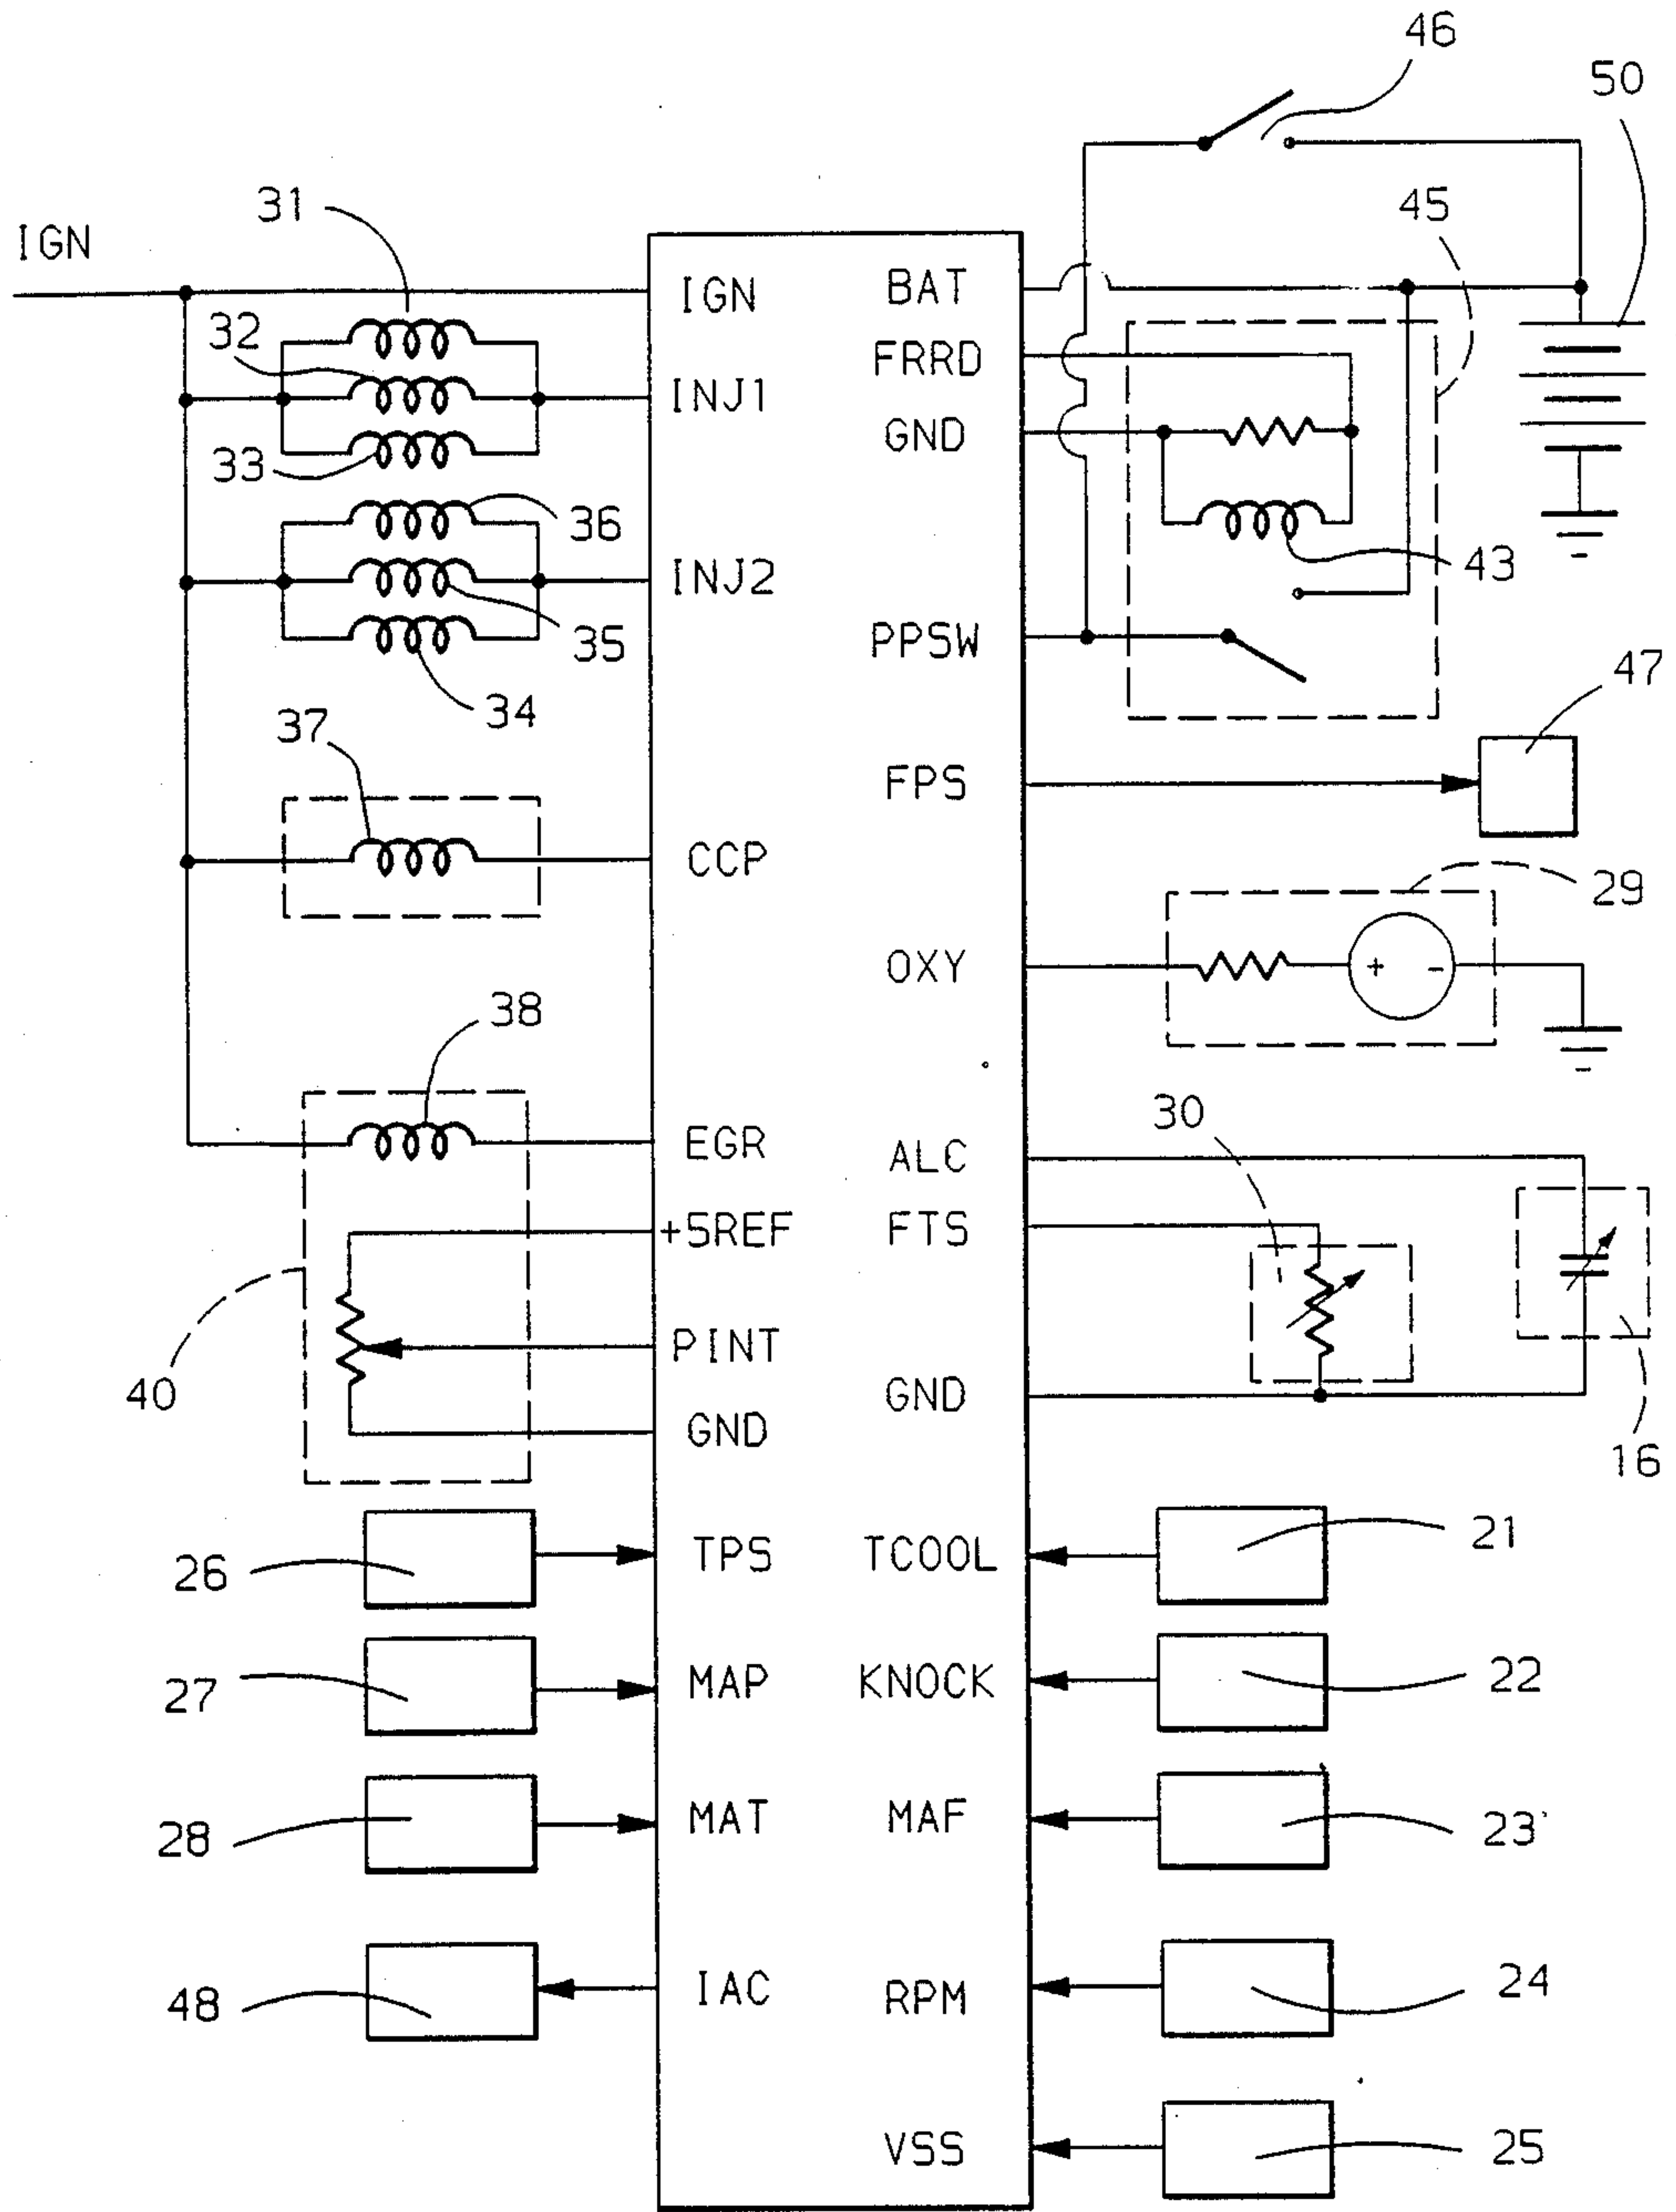 46
50
31
45
IGN
IGN
BAT
32
FRRD
INJ1
GND
33
36
43
INJ2
35
PPSW
47
34
37
FPS
CCP
29
OXY
+ -
38
30
EGR
ALC
+5REF
FTS
PINT
40
GND
GND
16
26
TPS
TCOOL
21
27
MAP
KNOCK
22
28
MAT
MAF
23
48
IAC
RPM
24
VSS
25